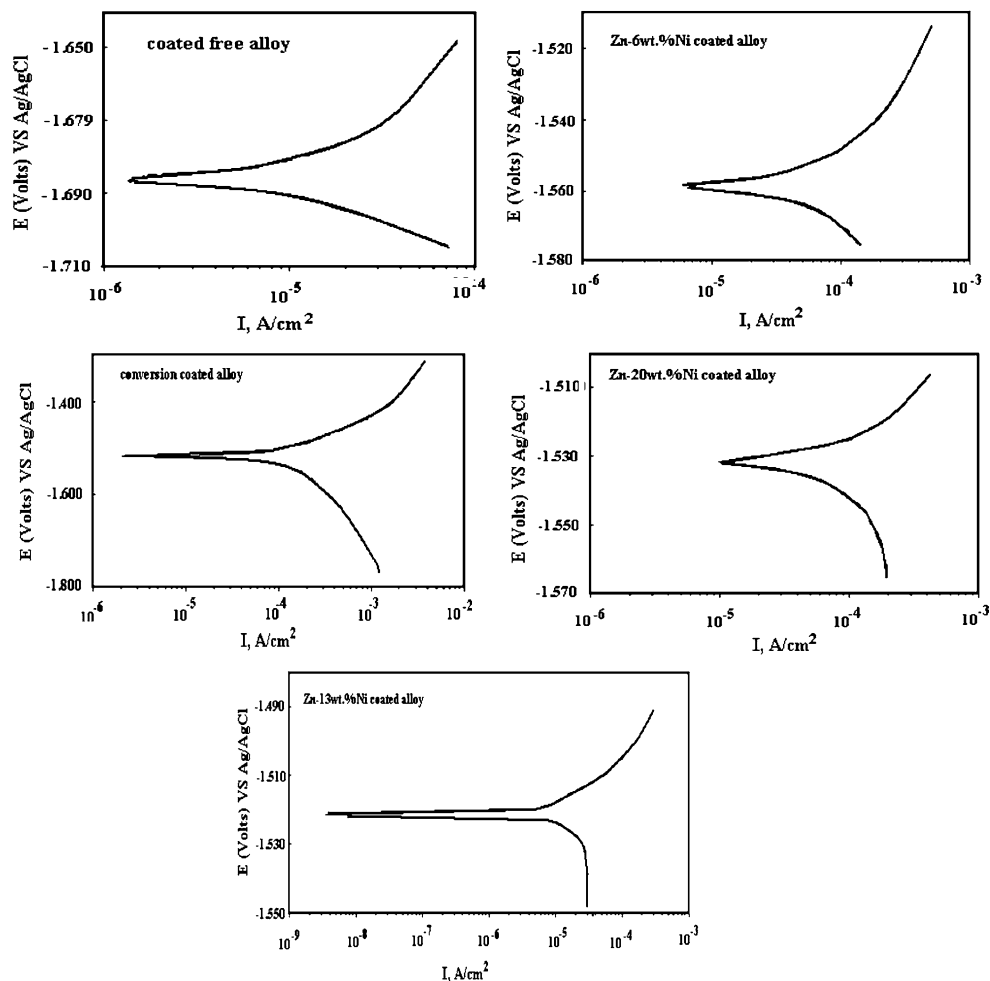 coated free alloy
E (Volts) VS Ag/AgCl
-1.650
-1.679
-1.690
-1.710
10-6
10-5
10-4
I, A/cm2
Zn-6wt.%Ni coated alloy
E (Volts) VS Ag/AgCl
-1.520
-1.540
-1.560
-1.580
10-6
10-5
10-4
10-3
I, A/cm2
conversion coated alloy
E (Volts) VS Ag/AgCl
-1.400
-1.600
-1.800
10-6
10-5
10-4
10-3
10-2
I, A/cm2
Zn-20wt.%Ni coated alloy
E (Volts) VS Ag/AgCl
-1.510
-1.530
-1.550
-1.570
10-6
10-5
10-4
10-3
I, A/cm2
Zn-13wt.%Ni coated alloy
E (Volts) VS Ag/AgCl
-1.490
-1.510
-1.530
-1.550
10-9
10-8
10-7
10-6
10-5
10-4
10-3
I, A/cm2